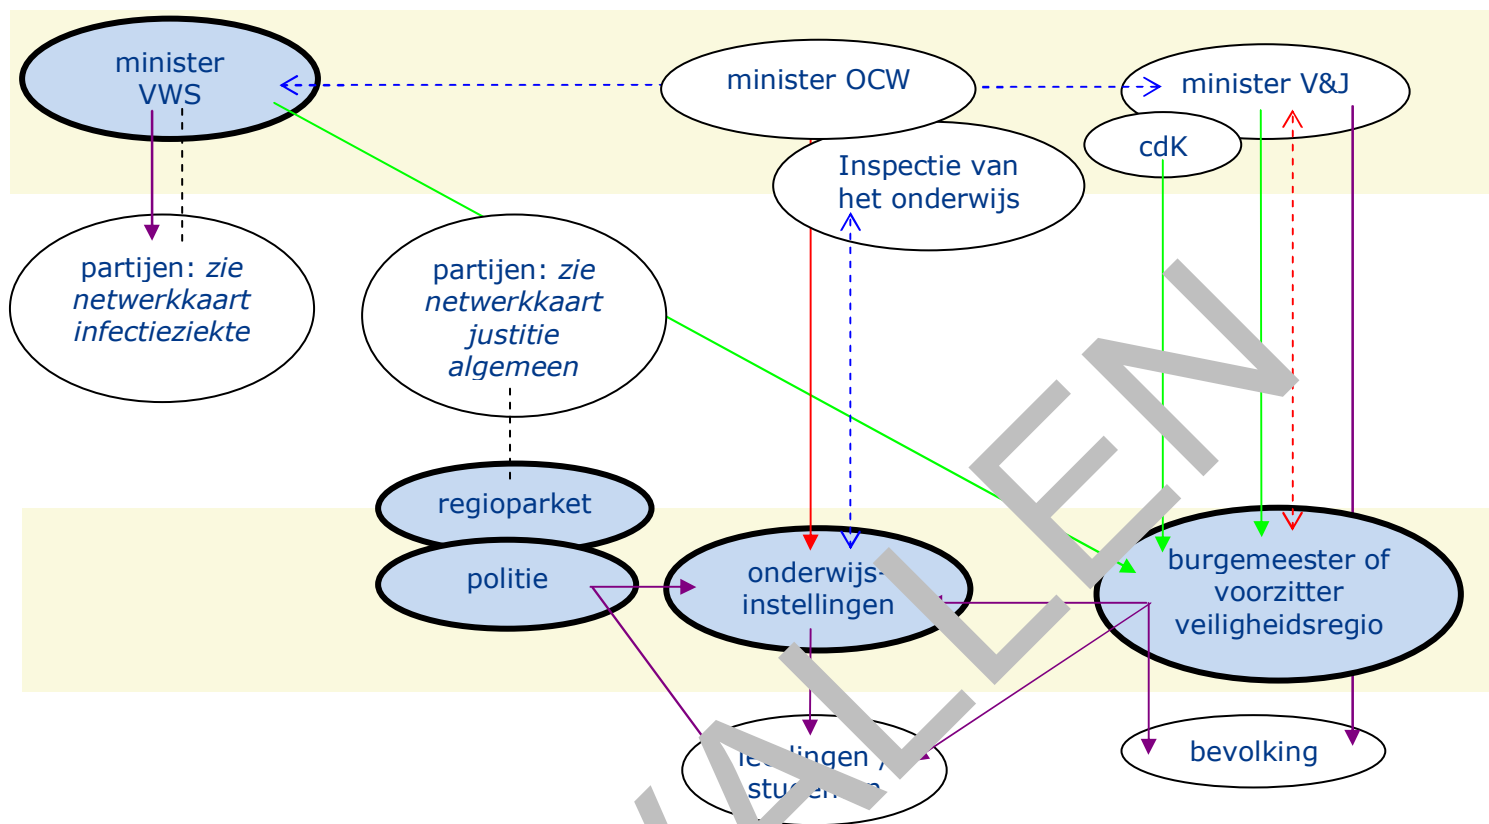 minister
VWS
minister OCW
minister V&J
cdK
Inspectie van
het onderwijs
partijen: zie
netwerkkaart
infectieziekte
partijen: zie
netwerkkaart
justitie
algemeen
regioparket
politie
onderwijs-
instellingen
burgemeester of
voorzitter
veiligheidsregio
bevolking
ALLEN